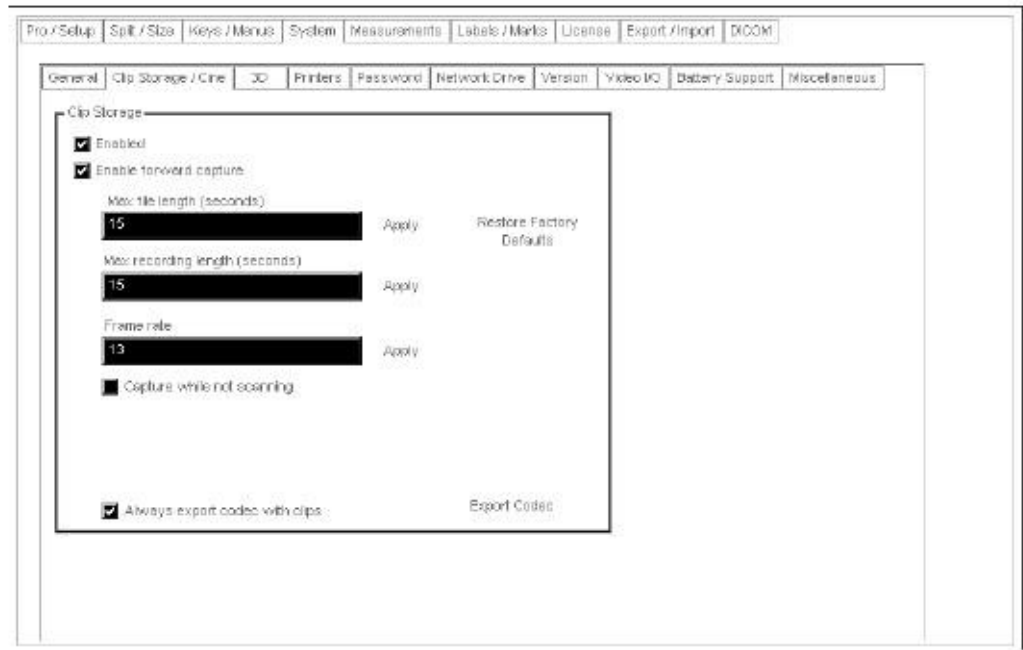 Pro / Setup Split / Size Keys / Menus System Measurements Labels / Marks License Export / Import DICOM
General Clip Storage / Cine 3D Printers Password Network Drive Version Video I/O Battery Support Miscellaneous
Clip Storage
Enabled
Enable forward capture
Max file length (seconds)
15 Apply Restore Factory Defaults
Max recording length (seconds)
15 Apply
Frame rate
13 Apply
Capture while not scanning
Always export codec with clips Export Codec